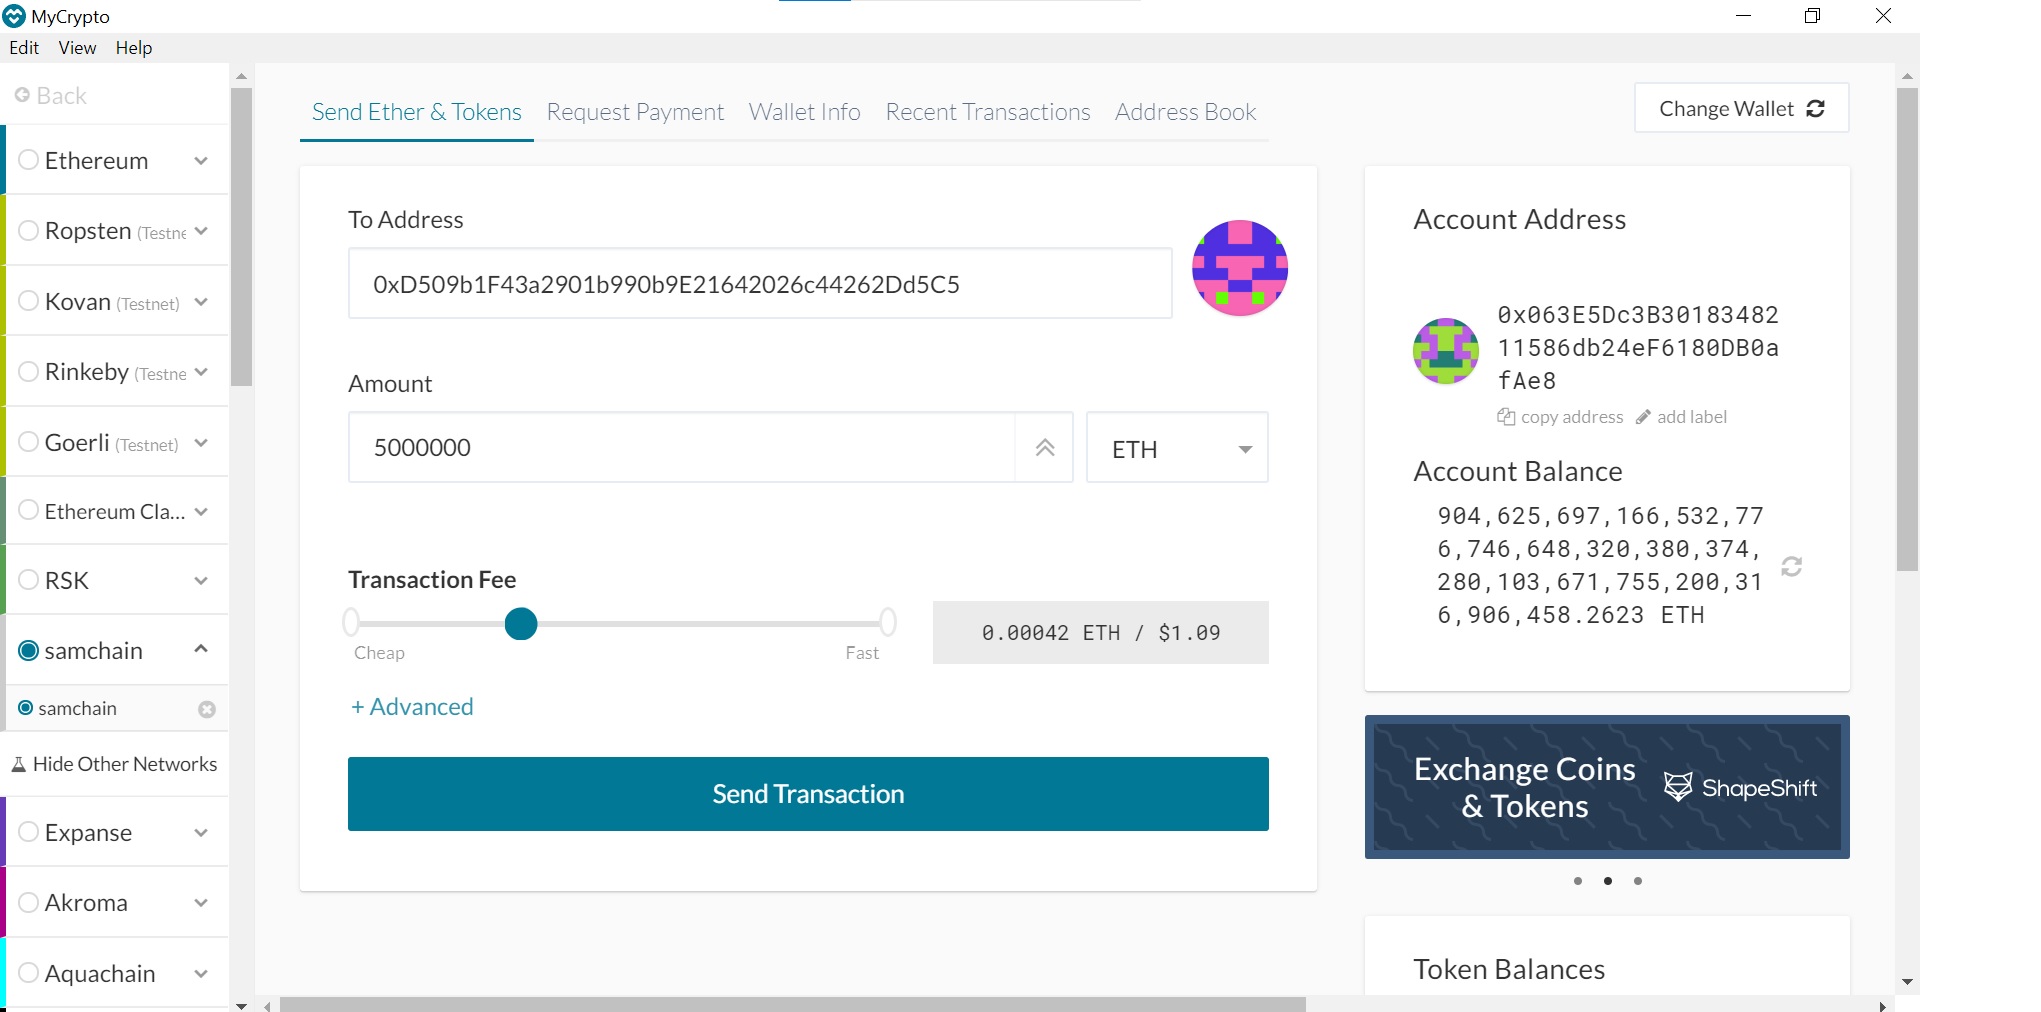 MyCrypto
Edit View Help
Back
Ethereum
Ropsten (Testne
Kovan (Testnet)
Rinkeby (Testne
Goerli (Testnet)
Ethereum Cla...
RSK
samchain
samchain
Hide Other Networks
Expanse
Akroma
Aquachain
Send Ether & Tokens Request Payment Wallet Info Recent Transactions Address Book
Change Wallet
To Address
0xD509b1F43a2901b990b9E21642026c44262Dd5C5
Amount
5000000
ETH
Transaction Fee
Cheap Fast
0.00042 ETH / $1.09
+ Advanced
Send Transaction
Account Address
0x063E5Dc3B30183482
11586db24eF6180DB0a
fAe8
copy address add label
Account Balance
904,625,697,166,532,77
6,746,648,320,380,374,
280,103,671,755,200,31
6,906,458.2623 ETH
Exchange Coins
& Tokens
ShapeShift
Token Balances